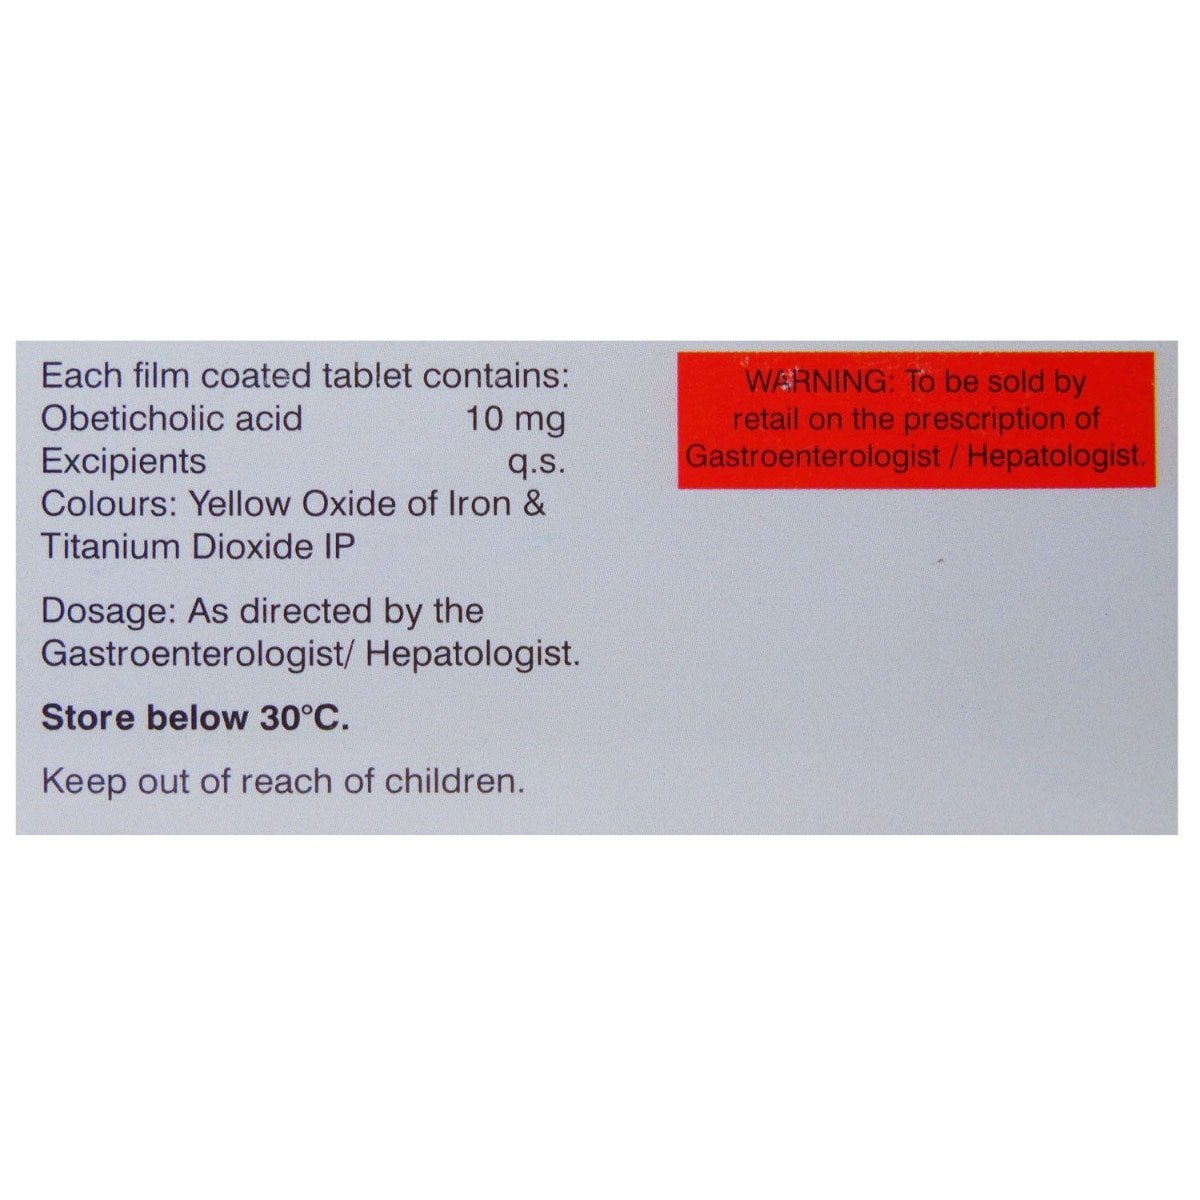 Each film coated tablet contains:
Obeticholic acid 10 mg
Excipients q.s.
Colours: Yellow Oxide of Iron &
Titanium Dioxide IP
Dosage: As directed by the
Gastroenterologist/ Hepatologist.
Store below 30°C.
Keep out of reach of children.
WARNING: To be sold by
retail on the prescription of
Gastroenterologist / Hepatologist.